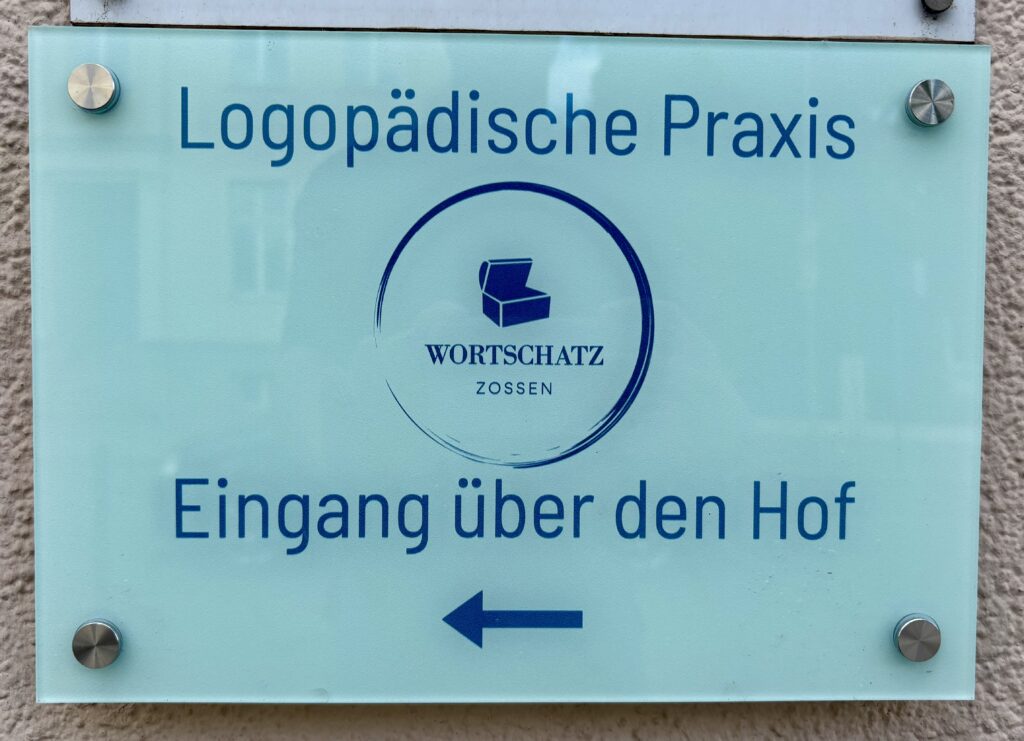 Logopädische Praxis
WORTSCHATZ
ZOSSEN
Eingang über den Hof